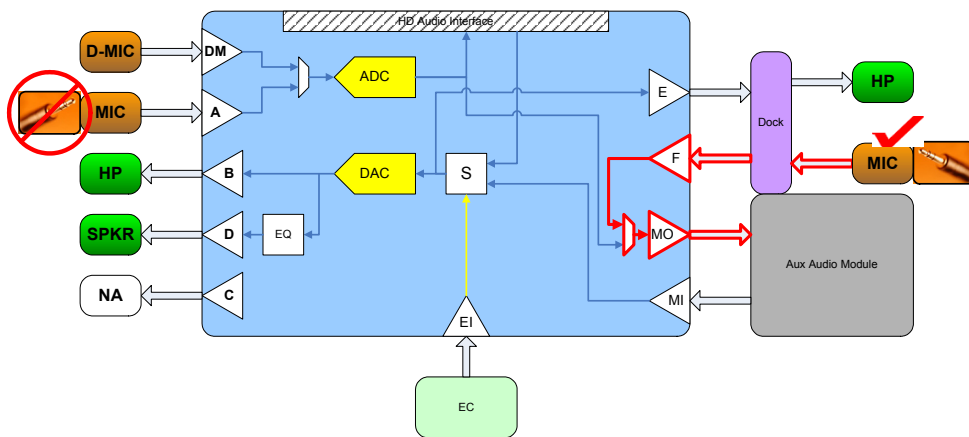 HD Audio Interface
D-MIC
DM
ADC
E
HP
MIC
A
Dock
F
MIC
HP
B
DAC
S
SPKR
D
EQ
MO
Aux Audio Module
NA
C
MI
EI
EC